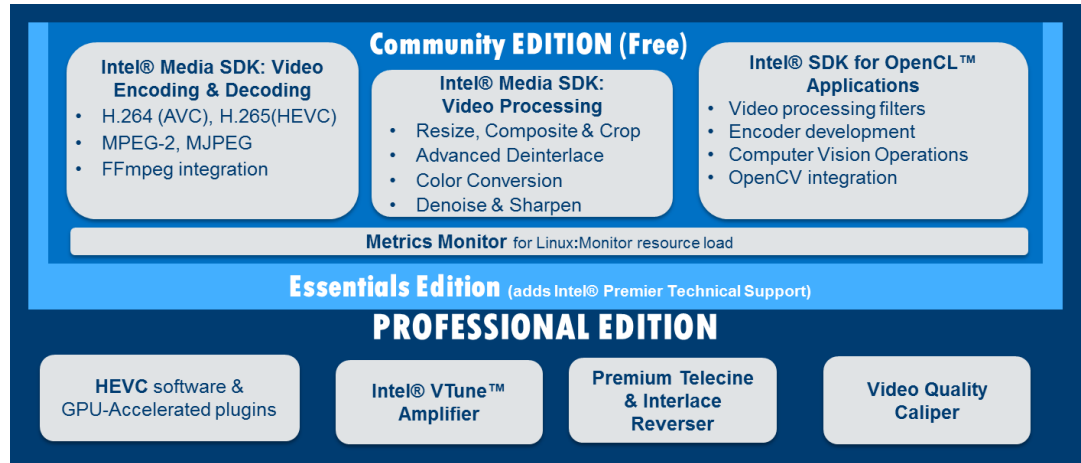 Community EDITION (Free)
Intel® Media SDK: Video
Encoding & Decoding
• H.264 (AVC), H.265(HEVC)
• MPEG-2, MJPEG
• FFmpeg integration
Intel® Media SDK:
Video Processing
• Resize, Composite & Crop
• Advanced Deinterlace
• Color Conversion
• Denoise & Sharpen
Intel® SDK for OpenCL™
Applications
• Video processing filters
• Encoder development
• Computer Vision Operations
• OpenCV integration
Metrics Monitor for Linux:Monitor resource load
Essentials Edition (adds Intel® Premier Technical Support)
PROFESSIONAL EDITION
HEVC software &
GPU-Accelerated plugins
Intel® VTune™
Amplifier
Premium Telecine
& Interlace
Reverser
Video Quality
Caliper